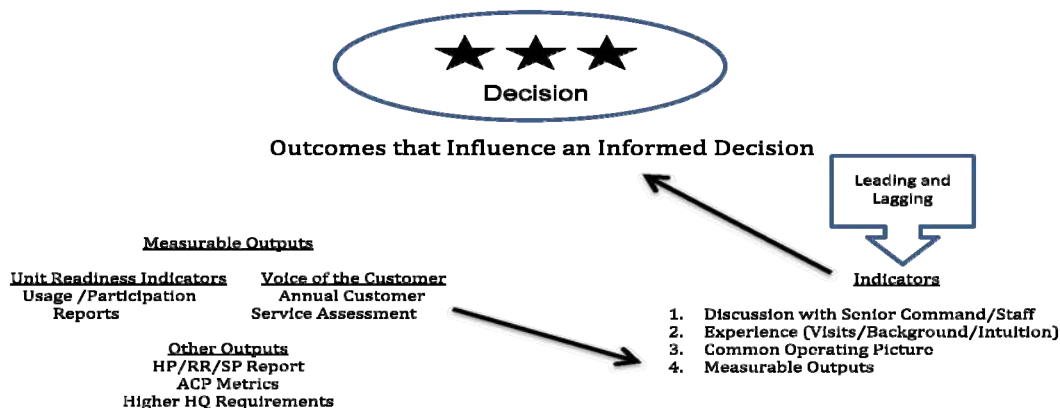 Decision
Outcomes that Influence an Informed Decision
Leading and
Lagging
Measurable Outputs
Unit Readiness Indicators
Usage /Participation
Reports
Voice of the Customer
Annual Customer
Service Assessment
Other Outputs
HP/RR/SP Report
ACP Metrics
Higher HQ Requirements
Indicators
1. Discussion with Senior Command/Staff
2. Experience (Visits/Background/Intuition)
3. Common Operating Picture
4. Measurable Outputs